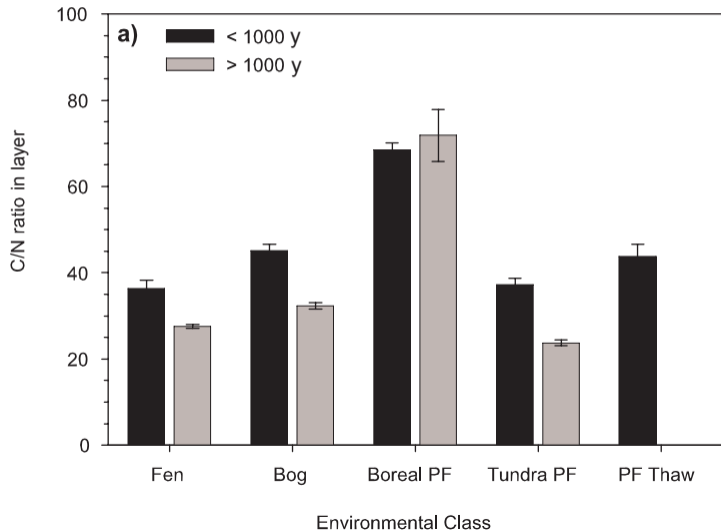 a)
< 1000 y
> 1000 y
C/N ratio in layer
100
80
60
40
20
0
Fen Bog Boreal PF Tundra PF PF Thaw
Environmental Class